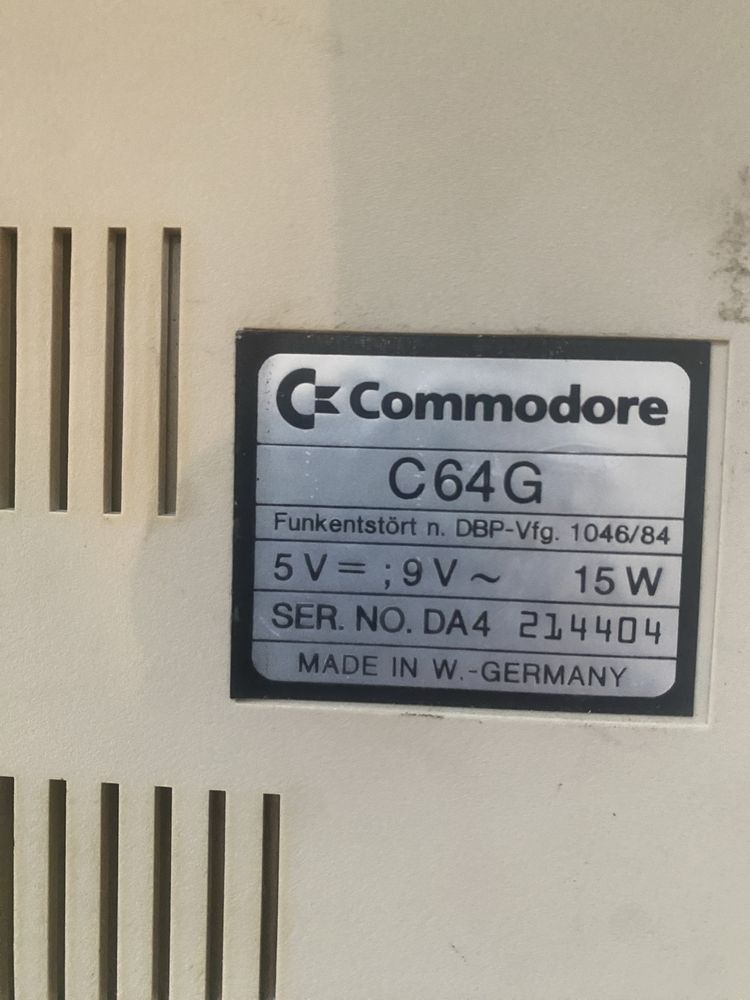 Commodore
C64G
Funkentstört n. DBP-Vfg. 1046/84
5V= ;9V~ 15W
SER. NO. DA4 214404
MADE IN W.-GERMANY